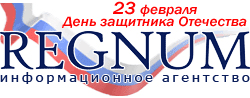 23 февраля
День защитника Отечества
REGNUM
информационное агентство